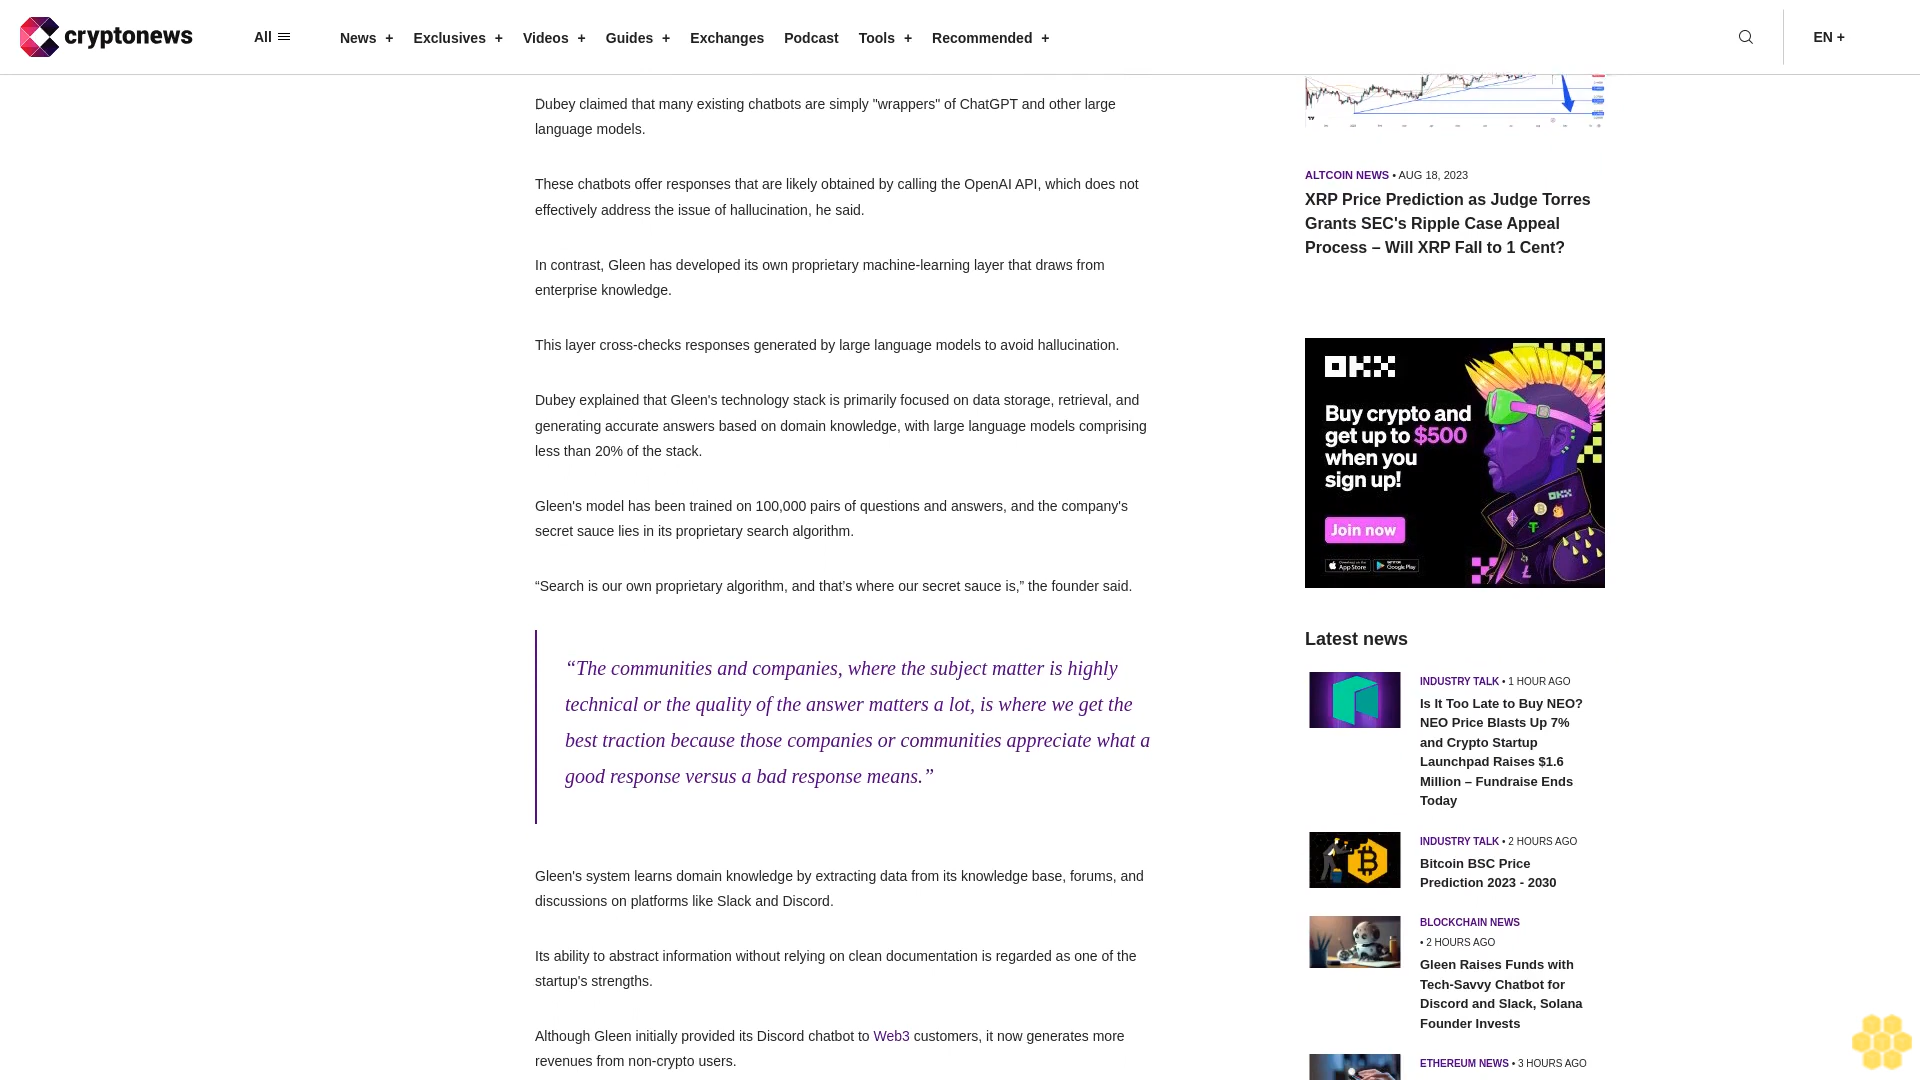 cryptonews
All
News +
Exclusives +
Videos +
Guides +
Exchanges
Podcast
Tools +
Recommended +
EN +
Dubey claimed that many existing chatbots are simply "wrappers" of ChatGPT and other large
language models.
These chatbots offer responses that are likely obtained by calling the OpenAI API, which does not
effectively address the issue of hallucination, he said.
In contrast, Gleen has developed its own proprietary machine-learning layer that draws from
enterprise knowledge.
This layer cross-checks responses generated by large language models to avoid hallucination.
Dubey explained that Gleen's technology stack is primarily focused on data storage, retrieval, and
generating accurate answers based on domain knowledge, with large language models comprising
less than 20% of the stack.
Gleen's model has been trained on 100,000 pairs of questions and answers, and the company's
secret sauce lies in its proprietary search algorithm.
“Search is our own proprietary algorithm, and that’s where our secret sauce is,” the founder said.
“The communities and companies, where the subject matter is highly
technical or the quality of the answer matters a lot, is where we get the
best traction because those companies or communities appreciate what a
good response versus a bad response means.”
Gleen's system learns domain knowledge by extracting data from its knowledge base, forums, and
discussions on platforms like Slack and Discord.
Its ability to abstract information without relying on clean documentation is regarded as one of the
startup's strengths.
Although Gleen initially provided its Discord chatbot to Web3 customers, it now generates more
revenues from non-crypto users.
ALTCOIN NEWS • AUG 18, 2023
XRP Price Prediction as Judge Torres
Grants SEC's Ripple Case Appeal
Process – Will XRP Fall to 1 Cent?
OKX
Buy crypto and
get up to $500
when you
sign up!
Join now
App Store
Google Play
Latest news
INDUSTRY TALK • 1 HOUR AGO
Is It Too Late to Buy NEO?
NEO Price Blasts Up 7%
and Crypto Startup
Launchpad Raises $1.6
Million – Fundraise Ends
Today
INDUSTRY TALK • 2 HOURS AGO
Bitcoin BSC Price
Prediction 2023 - 2030
BLOCKCHAIN NEWS
• 2 HOURS AGO
Gleen Raises Funds with
Tech-Savvy Chatbot for
Discord and Slack, Solana
Founder Invests
ETHEREUM NEWS • 3 HOURS AGO